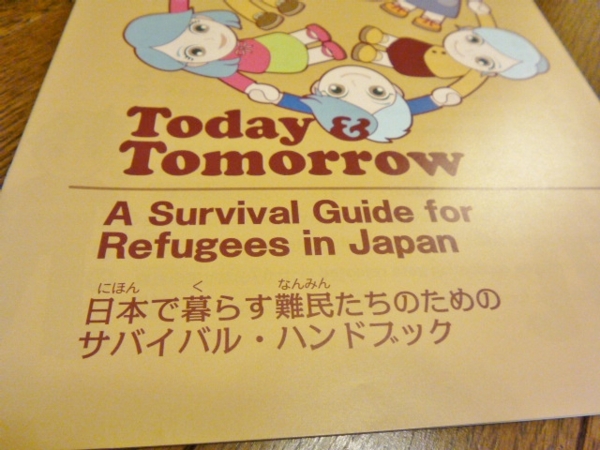 Today &
Tomorrow
A Survival Guide for
Refugees in Japan
にほん く なんみん
日本で暮らす難民たちのための
サバイバル・ハンドブック